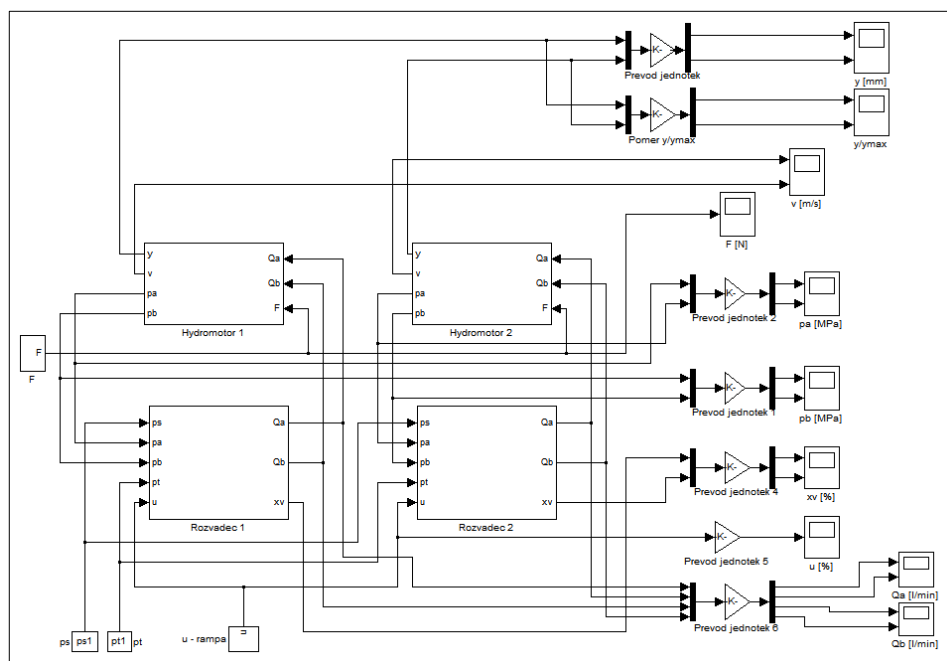 K-
Prevod jednotek
y [mm]
K-
Pomer y/ymax
y/ymax
v [m/s]
F [N]
y
v
pa
pb
Qa
Qb
F
Hydromotor 1
y
v
pa
pb
Qa
Qb
F
Hydromotor 2
K-
Prevod jednotek 2
pa [MPa]
F
F
K-
Prevod jednotek 1
pb [MPa]
ps
pa
pb
pt
u
Qa
Qb
xv
Rozvadec 1
ps
pa
pb
pt
u
Qa
Qb
xv
Rozvadec 2
K-
Prevod jednotek 4
xv [%]
K-
Prevod jednotek 5
u [%]
K-
Prevod jednotek 6
Qa [l/min]
Qb [l/min]
ps
ps1
pt1
pt
u - rampa
u